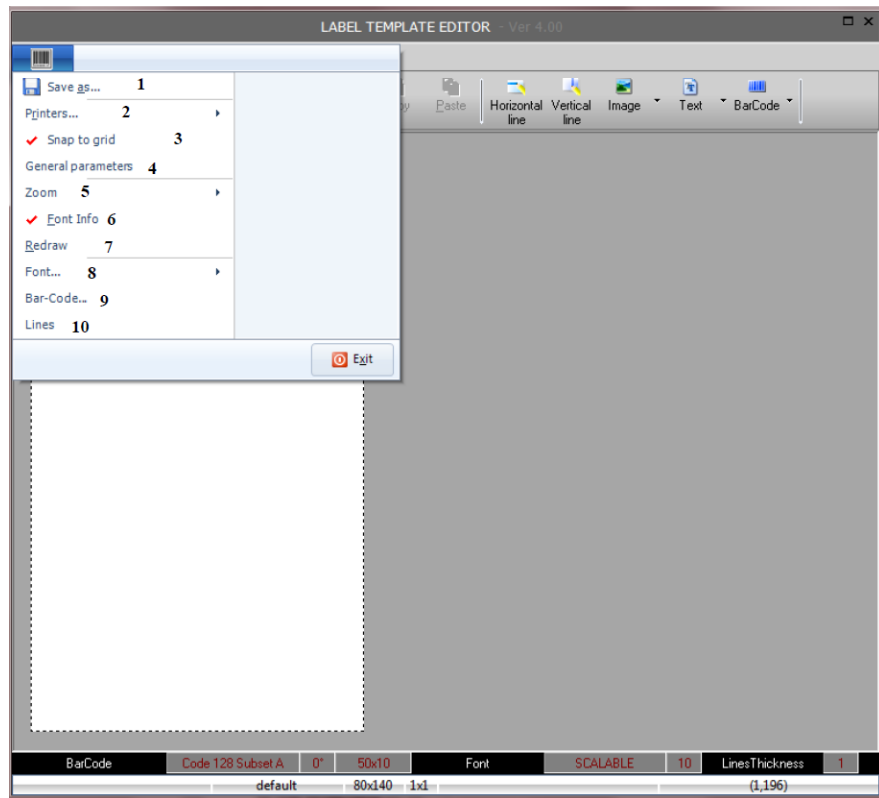 LABEL TEMPLATE EDITOR - Ver 4.00
Save as... 1
Printers... 2
Snap to grid 3
General parameters 4
Zoom 5
Font Info 6
Redraw 7
Font... 8
Bar-Code... 9
Lines 10
Exit
Paste
Horizontal line
Vertical line
Image
Text
BarCode
BarCode Code 128 Subset A 0° 50x10 Font SCALABLE 10 LinesThickness 1
default 80x140 1x1 (1,196)